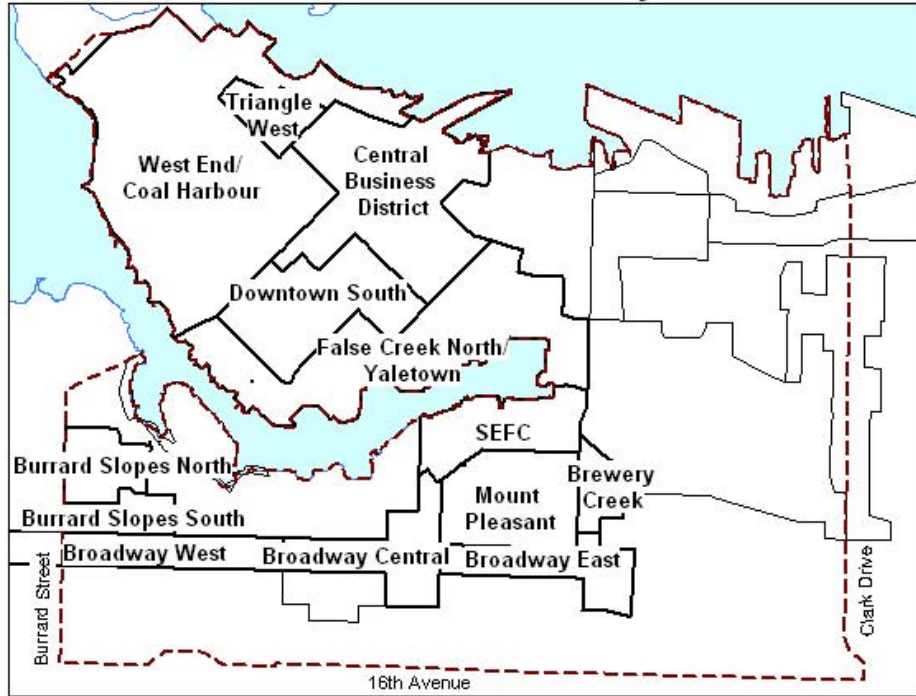 Triangle
West
West End/
Coal Harbour
Central
Business
District
Downtown South
False Creek North/
Yaletown
SEFC
Burrard Slopes North
Brewery
Creek
Mount
Pleasant
Burrard Slopes South
Broadway West
Broadway Central
Broadway East
Burrard Street
Clark Drive
16th Avenue